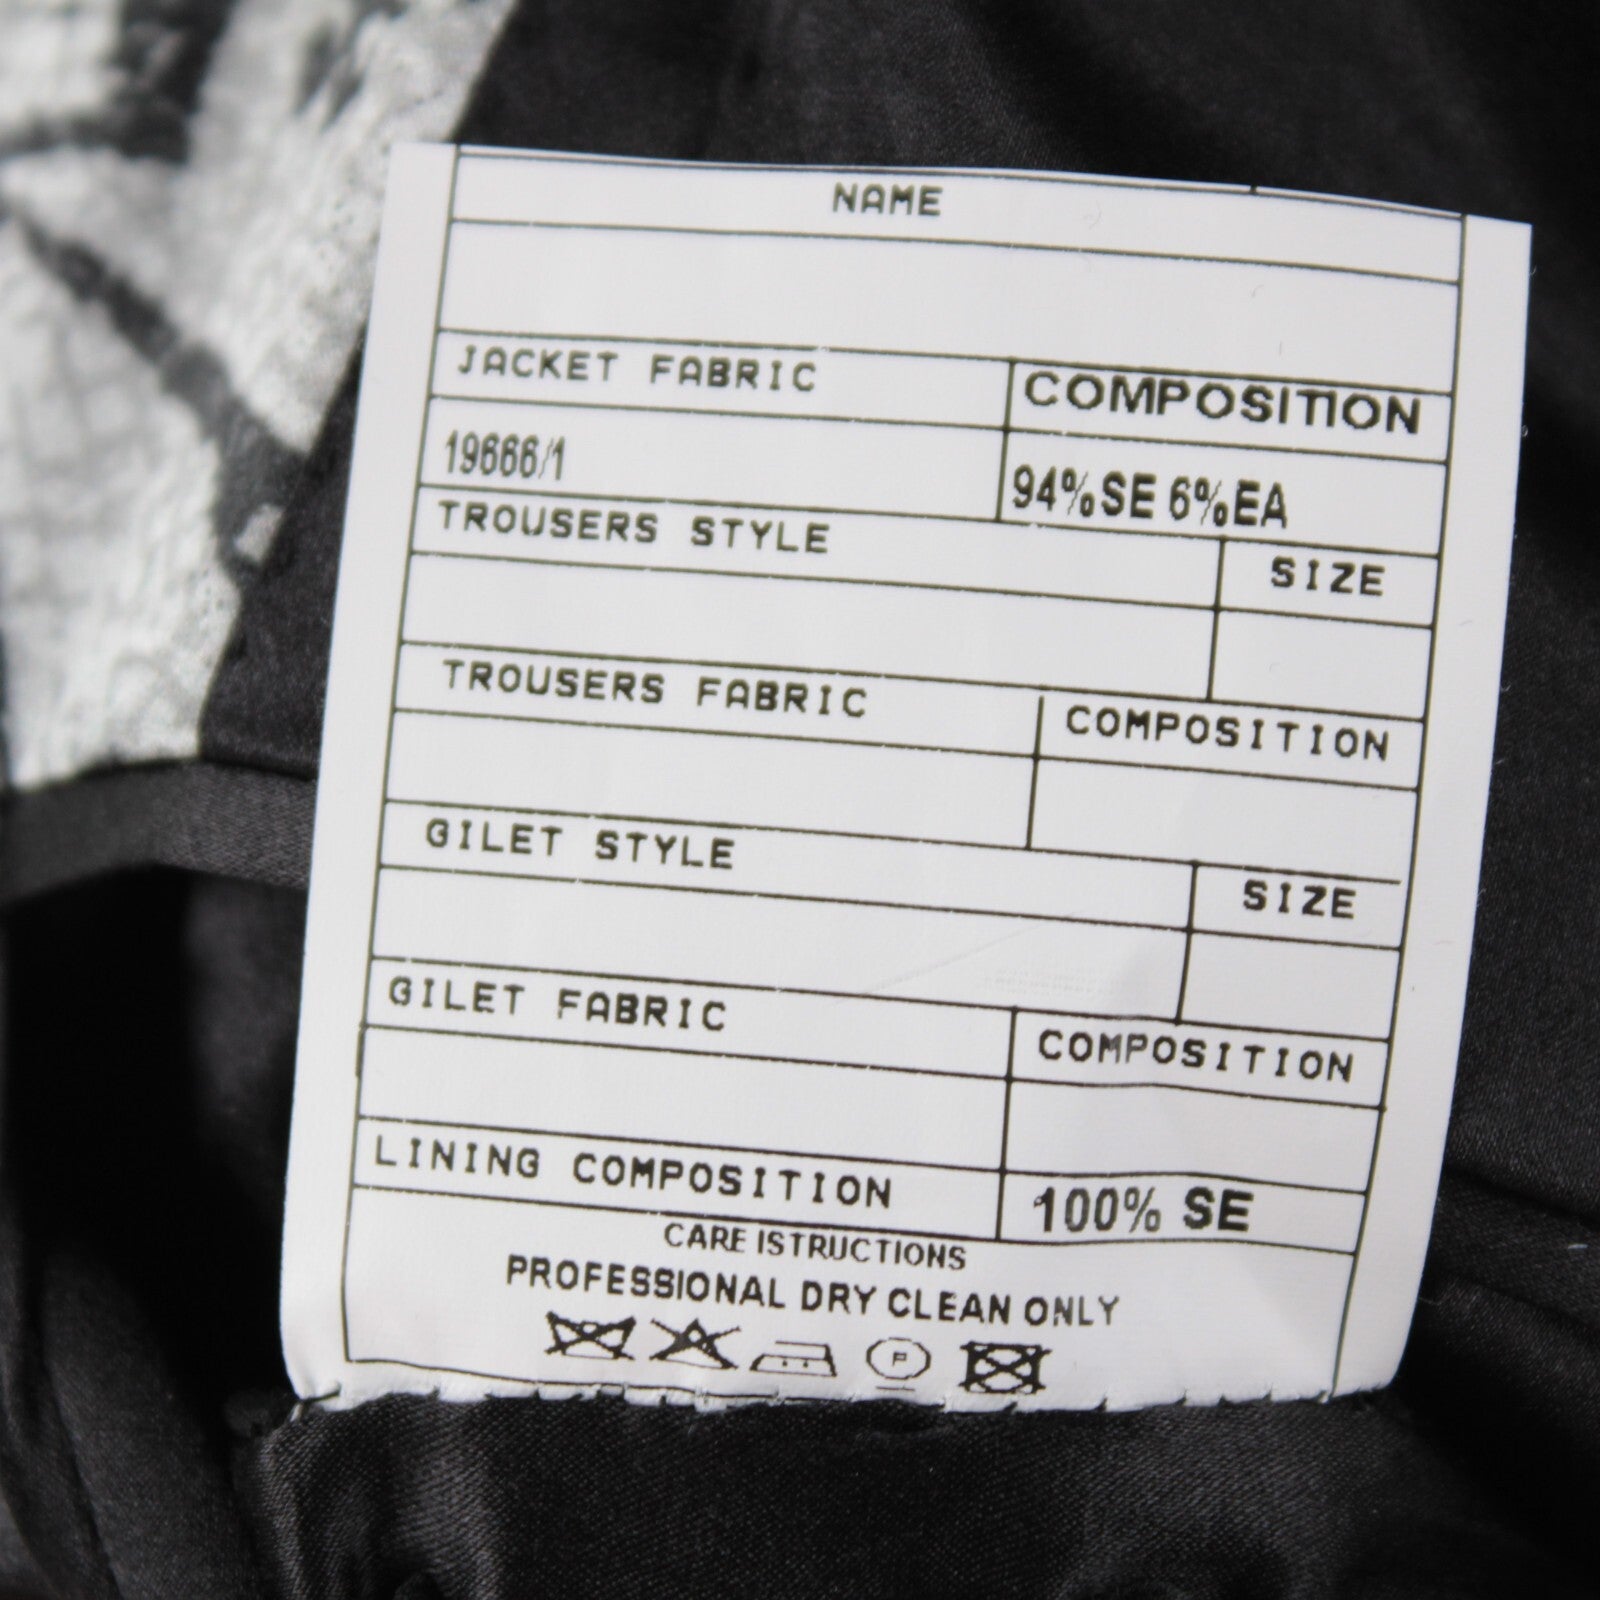 NAME
JACKET FABRIC COMPOSITION
19666/1 94% SE 6% EA
TROUSERS STYLE SIZE
TROUSERS FABRIC COMPOSITION
GILET STYLE SIZE
GILET FABRIC COMPOSITION
LINING COMPOSITION 100% SE
CARE ISTRUCTIONS
PROFESSIONAL DRY CLEAN ONLY
P